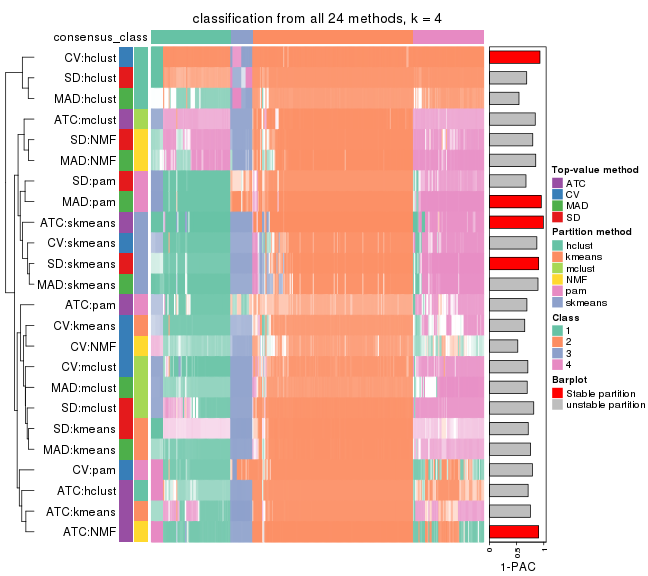 classification from all 24 methods, k = 4
consensus_class
CV:hclust
SD:hclust
MAD:hclust
ATC:mclust
SD:NMF
MAD:NMF
SD:pam
MAD:pam
ATC:skmeans
CV:skmeans
SD:skmeans
MAD:skmeans
ATC:pam
CV:kmeans
CV:NMF
CV:mclust
MAD:mclust
SD:mclust
SD:kmeans
MAD:kmeans
CV:pam
ATC:hclust
ATC:kmeans
ATC:NMF
0
0.5
1
1-PAC
Top-value method
ATC
CV
MAD
SD
Partition method
hclust
kmeans
mclust
NMF
pam
skmeans
Class
1
2
3
4
Barplot
Stable partition
unstable partition